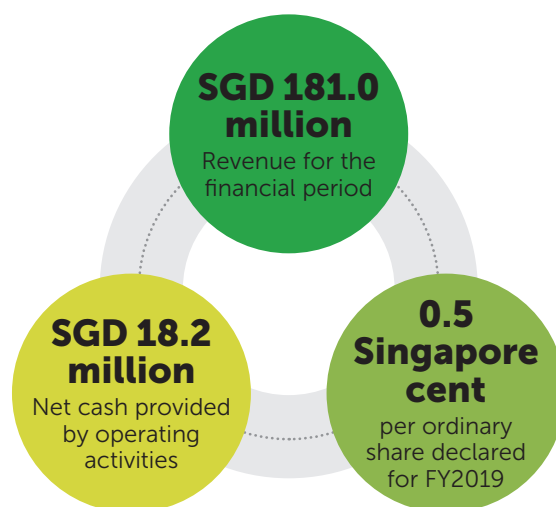 SGD 181.0
million
Revenue for the
financial period
SGD 18.2
million
Net cash provided
by operating
activities
0.5
Singapore
cent
per ordinary
share declared
for FY2019